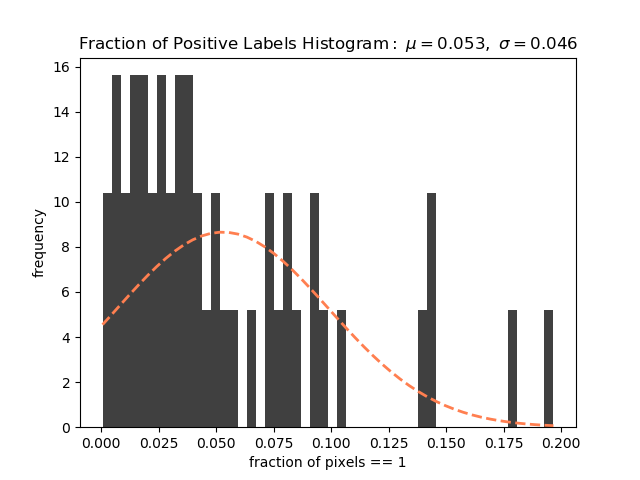 Fraction of Positive Labels Histogram: μ = 0.053, σ = 0.046
16
14
12
10
8
6
4
2
0
frequency
0.000 0.025 0.050 0.075 0.100 0.125 0.150 0.175 0.200
fraction of pixels == 1